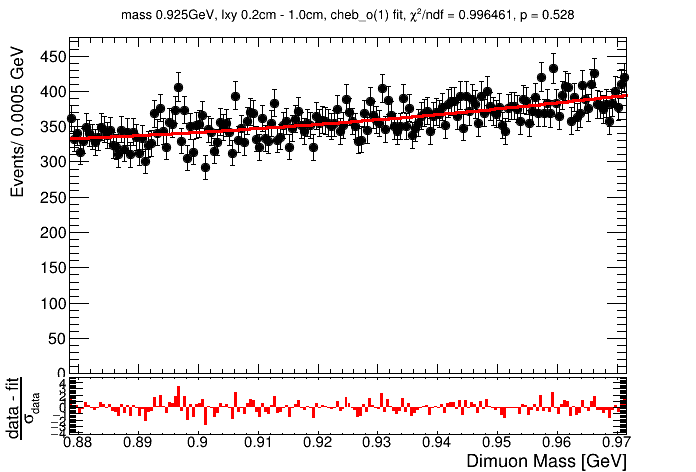 mass 0.925GeV, lxy 0.2cm - 1.0cm, cheb_o(1) fit, χ²/ndf = 0.996461, p = 0.528
Events/ 0.0005 GeV
450
400
350
300
250
200
150
100
50
0
data - fit
σdata
4
2
0
−2
−4
0.88 0.89 0.9 0.91 0.92 0.93 0.94 0.95 0.96 0.97
Dimuon Mass [GeV]